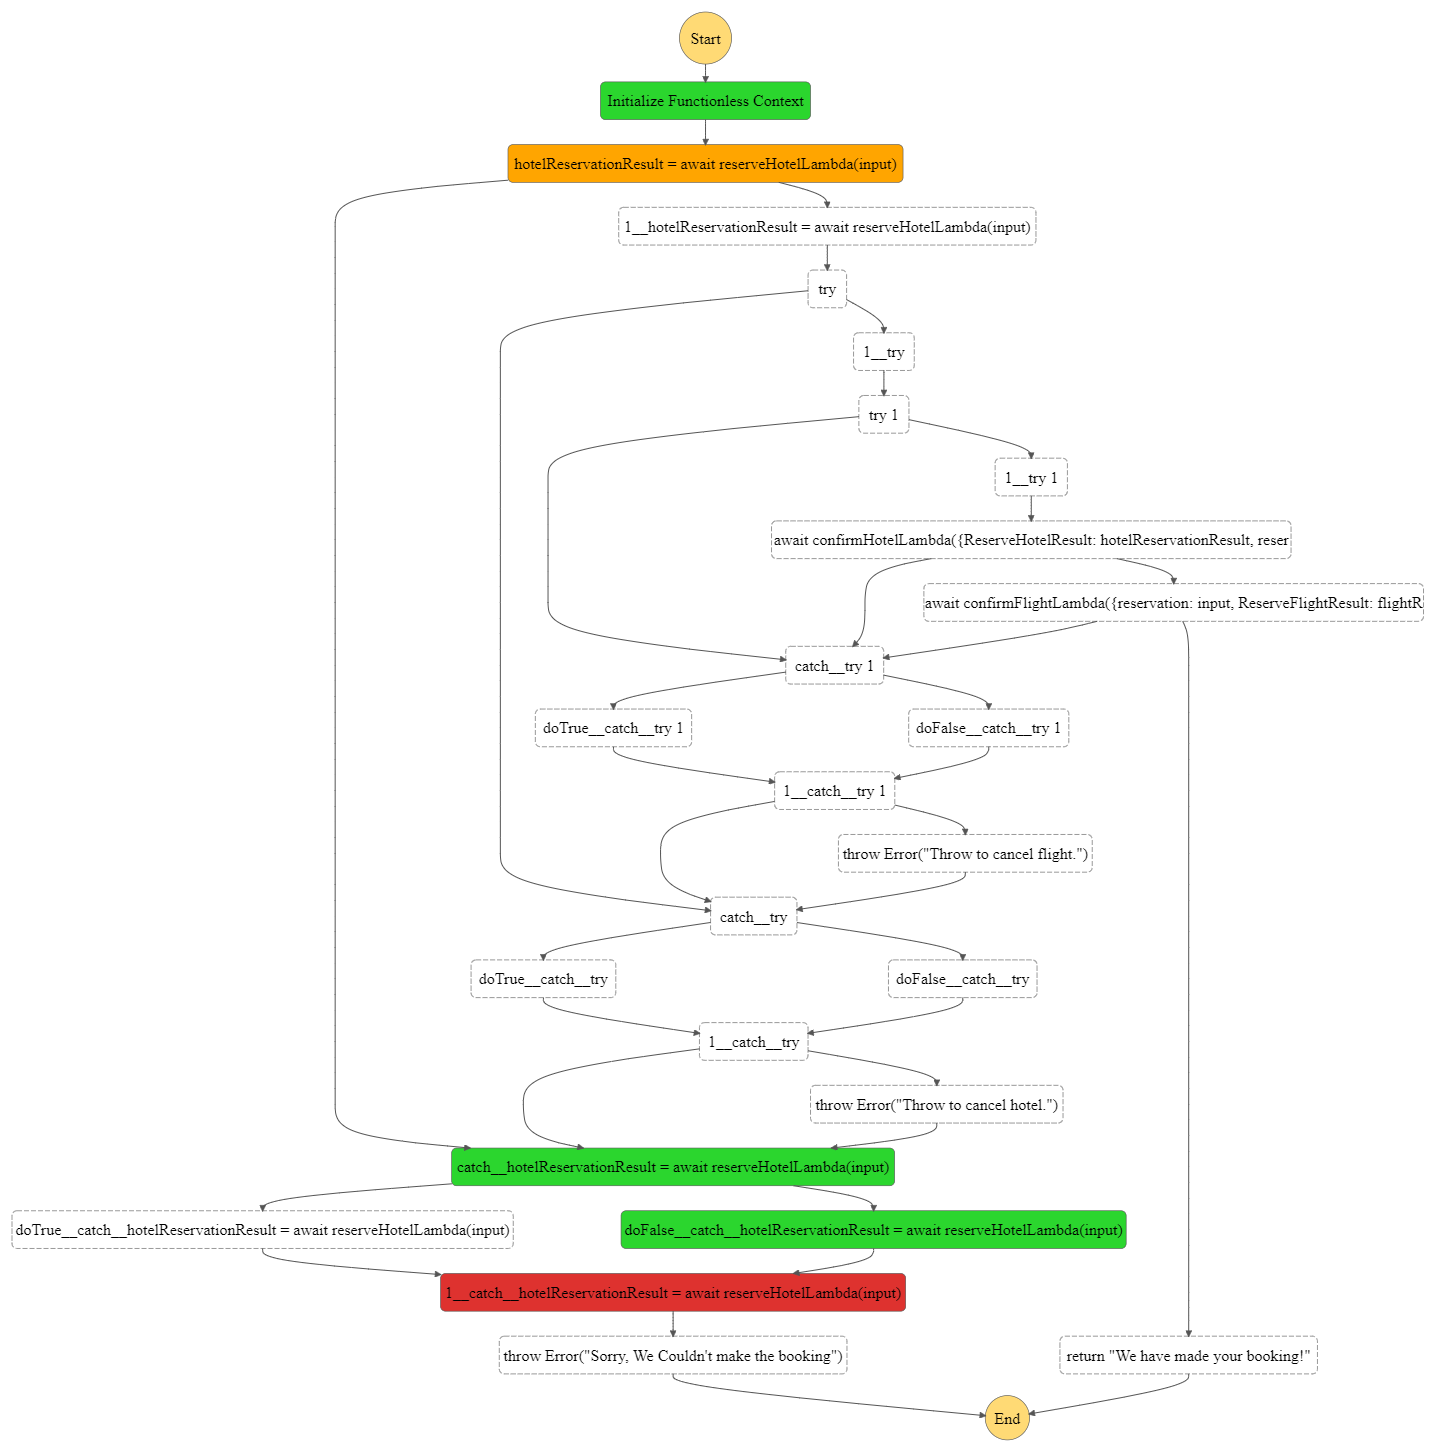 Start
Initialize Functionless Context
hotelReservationResult = await reserveHotelLambda(input)
1__hotelReservationResult = await reserveHotelLambda(input)
try
1__try
try 1
1__try 1
await confirmHotelLambda({ReserveHotelResult: hotelReservationResult, reser
await confirmFlightLambda({reservation: input, ReserveFlightResult: flightR
catch__try 1
doTrue__catch__try 1
doFalse__catch__try 1
1__catch__try 1
throw Error("Throw to cancel flight.")
catch__try
doTrue__catch__try
doFalse__catch__try
1__catch__try
throw Error("Throw to cancel hotel.")
catch__hotelReservationResult = await reserveHotelLambda(input)
doTrue__catch__hotelReservationResult = await reserveHotelLambda(input)
doFalse__catch__hotelReservationResult = await reserveHotelLambda(input)
1__catch__hotelReservationResult = await reserveHotelLambda(input)
throw Error("Sorry, We Couldn't make the booking")
return "We have made your booking!"
End